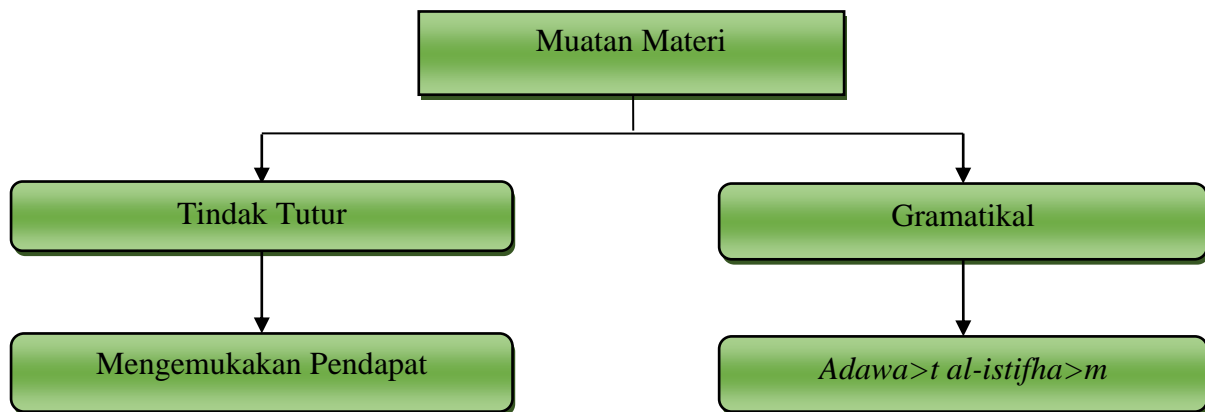 Muatan Materi
Tindak Tutur
Gramatikal
Mengemukakan Pendapat
Adawa>t al-istifha>m